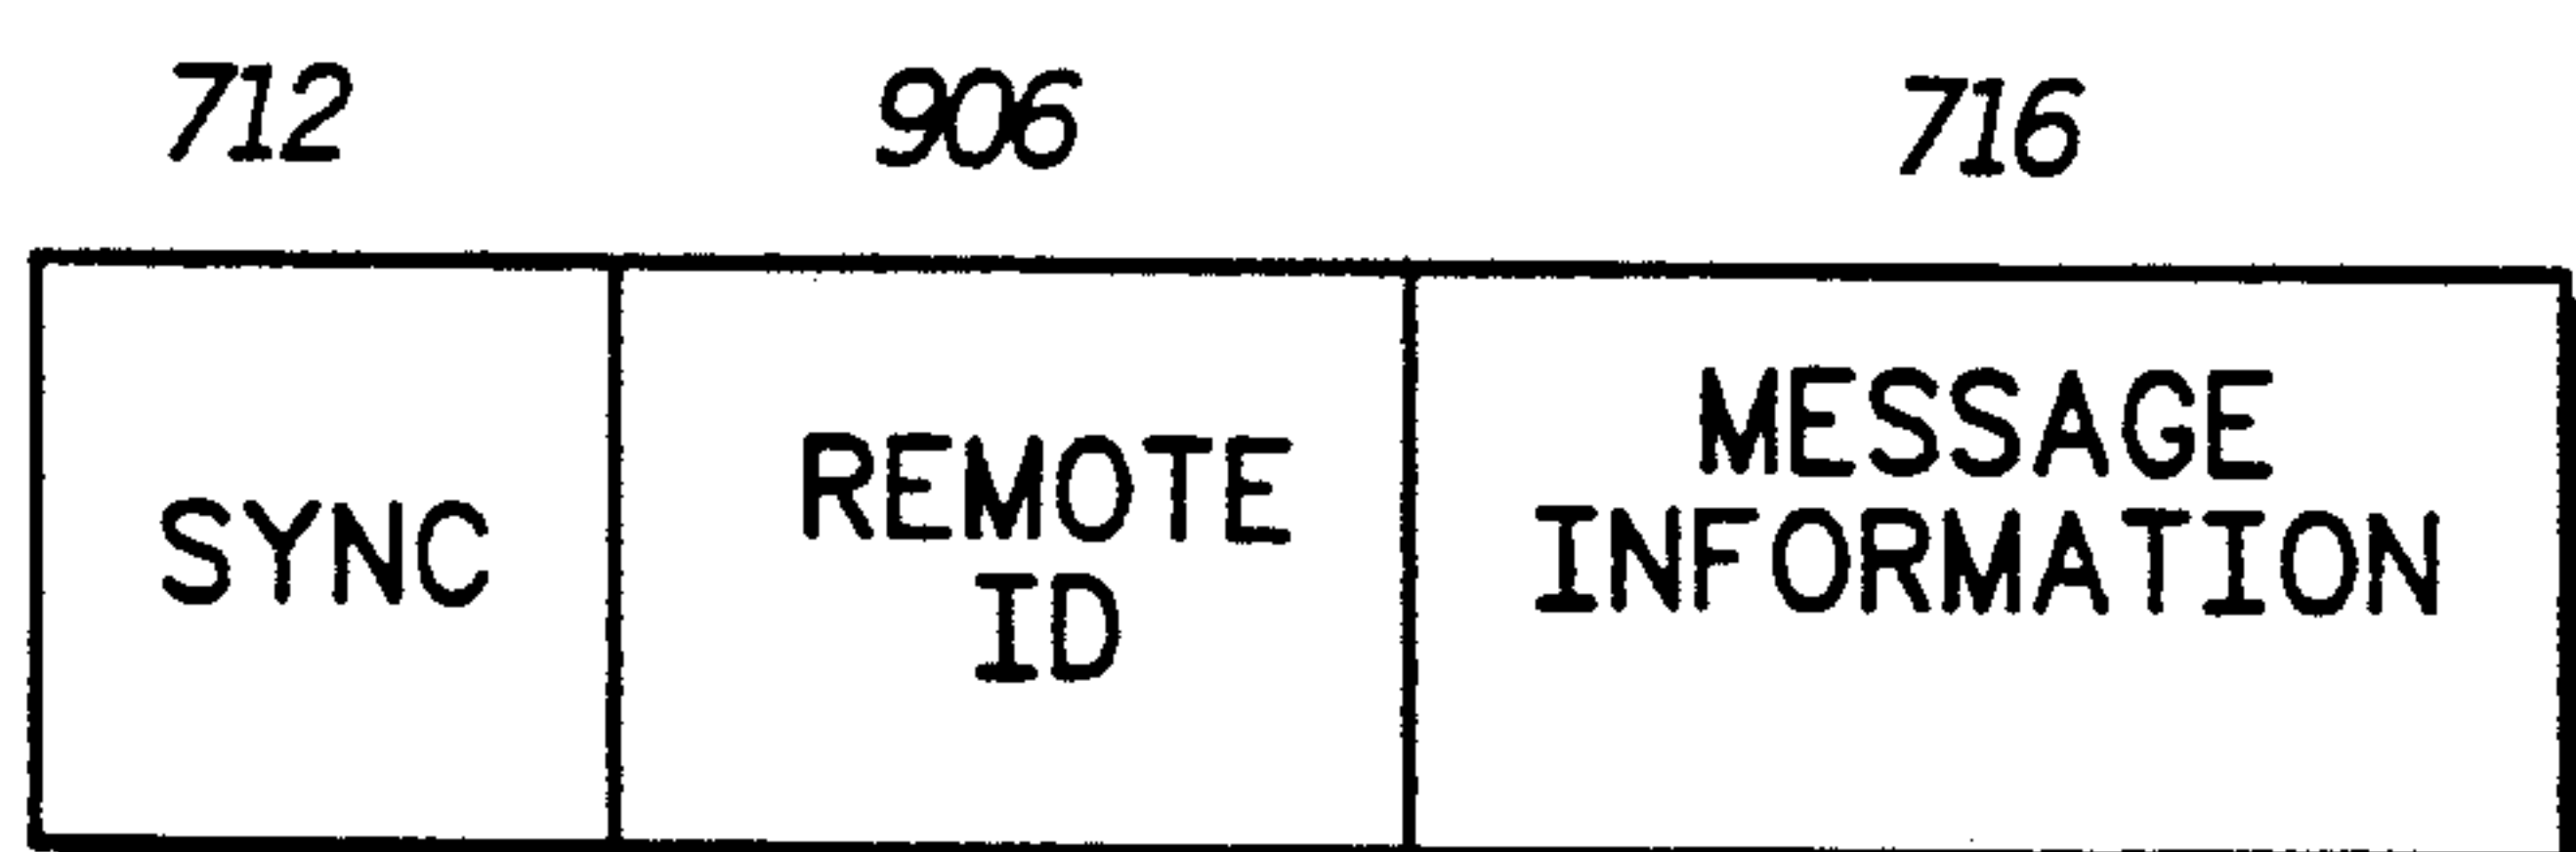 712 906 716
SYNC
REMOTE
ID
MESSAGE
INFORMATION